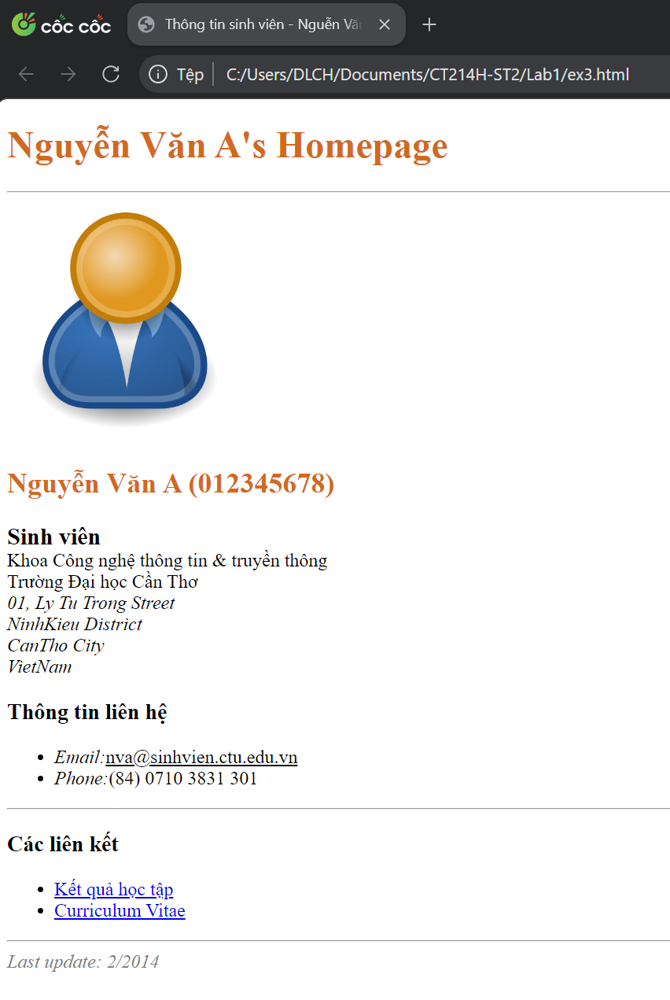 cốc cốc
Thông tin sinh viên - Nguễn Vă
Tệp
C:/Users/DLCH/Documents/CT214H-ST2/Lab1/ex3.html
Nguyễn Văn A's Homepage
Nguyễn Văn A (012345678)
Sinh viên
Khoa Công nghệ thông tin & truyền thông
Trường Đại học Cần Thơ
01, Ly Tu Trong Street
NinhKieu District
CanTho City
VietNam
Thông tin liên hệ
Email:nva@sinhvien.ctu.edu.vn
Phone:(84) 0710 3831 301
Các liên kết
Kết quả học tập
Curriculum Vitae
Last update: 2/2014